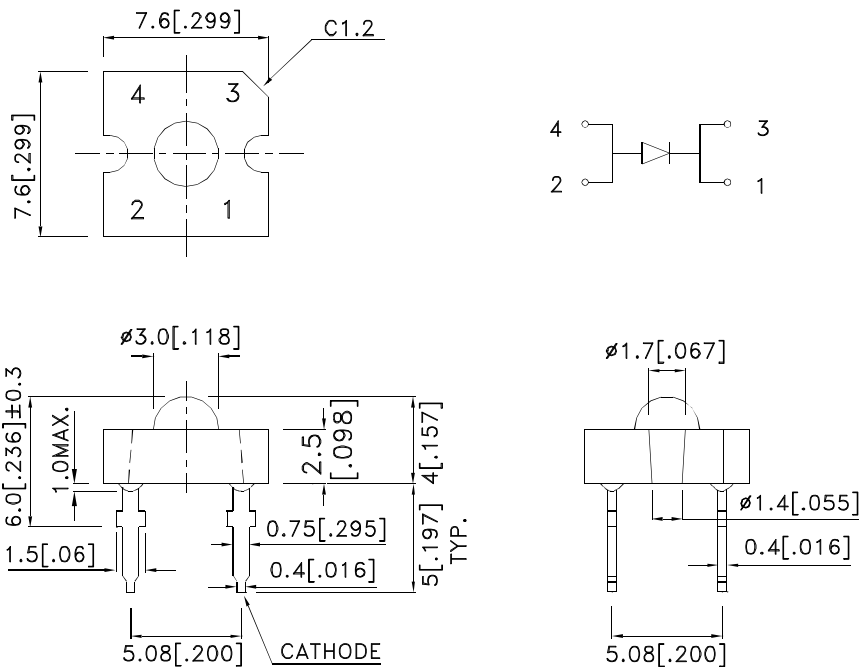 7.6[.299]
C1.2
7.6[.299]
4 3
2 1
4 3
2 1
ø3.0[.118]
ø1.7[.067]
6.0[.236]±0.3
1.0MAX.
2.5
[.098]
4[.157]
1.5[.06]
0.75[.295]
0.4[.016]
5[.197]
TYP.
ø1.4[.055]
0.4[.016]
5.08[.200]
CATHODE
5.08[.200]